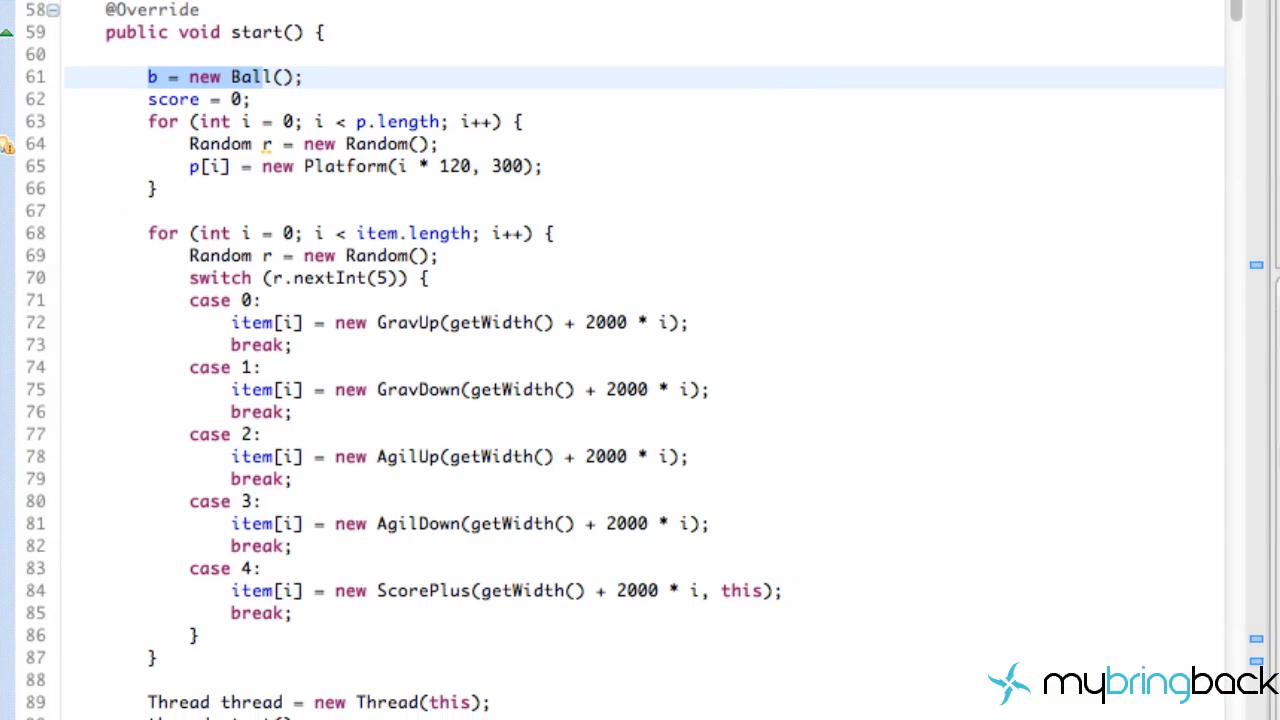 58 @Override
59 public void start() {
60
61 b = new Ball();
62 score = 0;
63 for (int i = 0; i < p.length; i++) {
64 Random r = new Random();
65 p[i] = new Platform(i * 120, 300);
66 }
67
68 for (int i = 0; i < item.length; i++) {
69 Random r = new Random();
70 switch (r.nextInt(5)) {
71 case 0:
72 item[i] = new GravUp(getWidth() + 2000 * i);
73 break;
74 case 1:
75 item[i] = new GravDown(getWidth() + 2000 * i);
76 break;
77 case 2:
78 item[i] = new AgilUp(getWidth() + 2000 * i);
79 break;
80 case 3:
81 item[i] = new AgilDown(getWidth() + 2000 * i);
82 break;
83 case 4:
84 item[i] = new ScorePlus(getWidth() + 2000 * i, this);
85 break;
86 }
87 }
88
89 Thread thread = new Thread(this);
mybringback